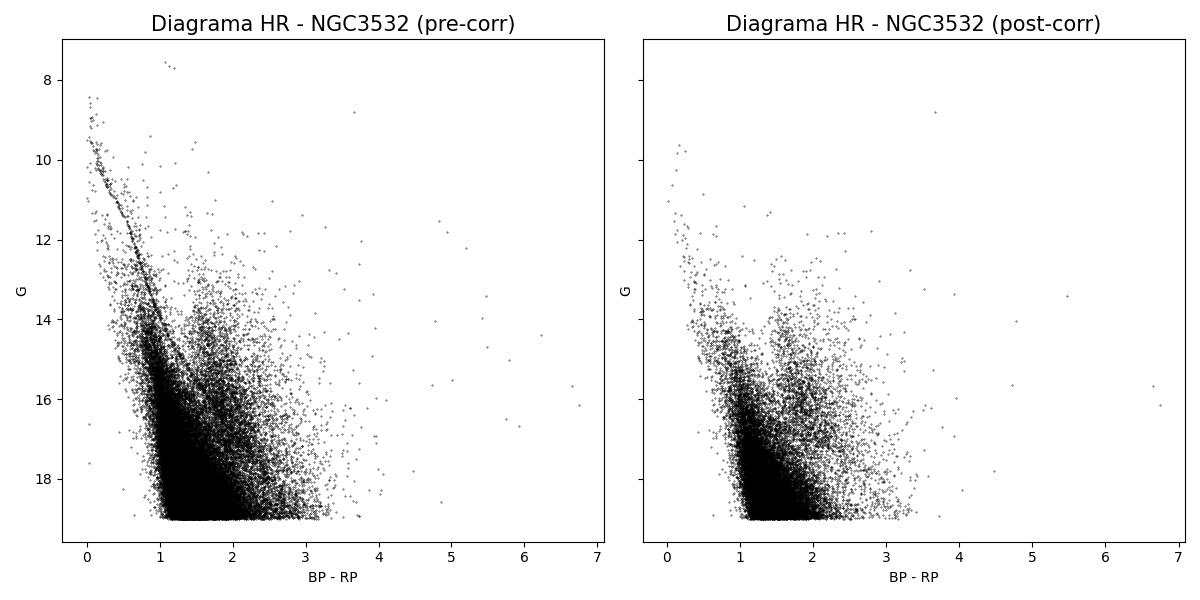 Diagrama HR - NGC3532 (pre-corr)
Diagrama HR - NGC3532 (post-corr)
8
10
12
14
16
18
G
G
0 1 2 3 4 5 6 7
0 1 2 3 4 5 6 7
BP - RP
BP - RP